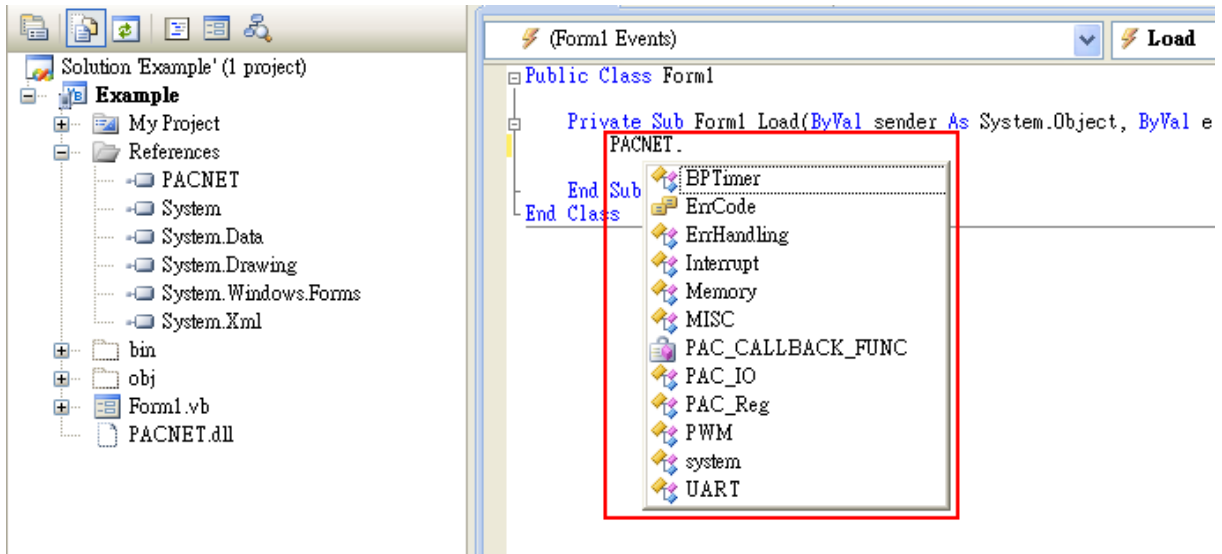 Solution 'Example' (1 project)
Example
My Project
References
PACNET
System
System.Data
System.Drawing
System.Windows.Forms
System.Xml
bin
obj
Form1.vb
PACNET.dll
(Form1 Events)
Load
Public Class Form1
Private Sub Form1_Load(ByVal sender As System.Object, ByVal e
PACNET.
BPTimer
End Sub
ErrCode
End Class
ErrHandling
Interrupt
Memory
MISC
PAC_CALLBACK_FUNC
PAC_IO
PAC_Reg
PWM
system
UART